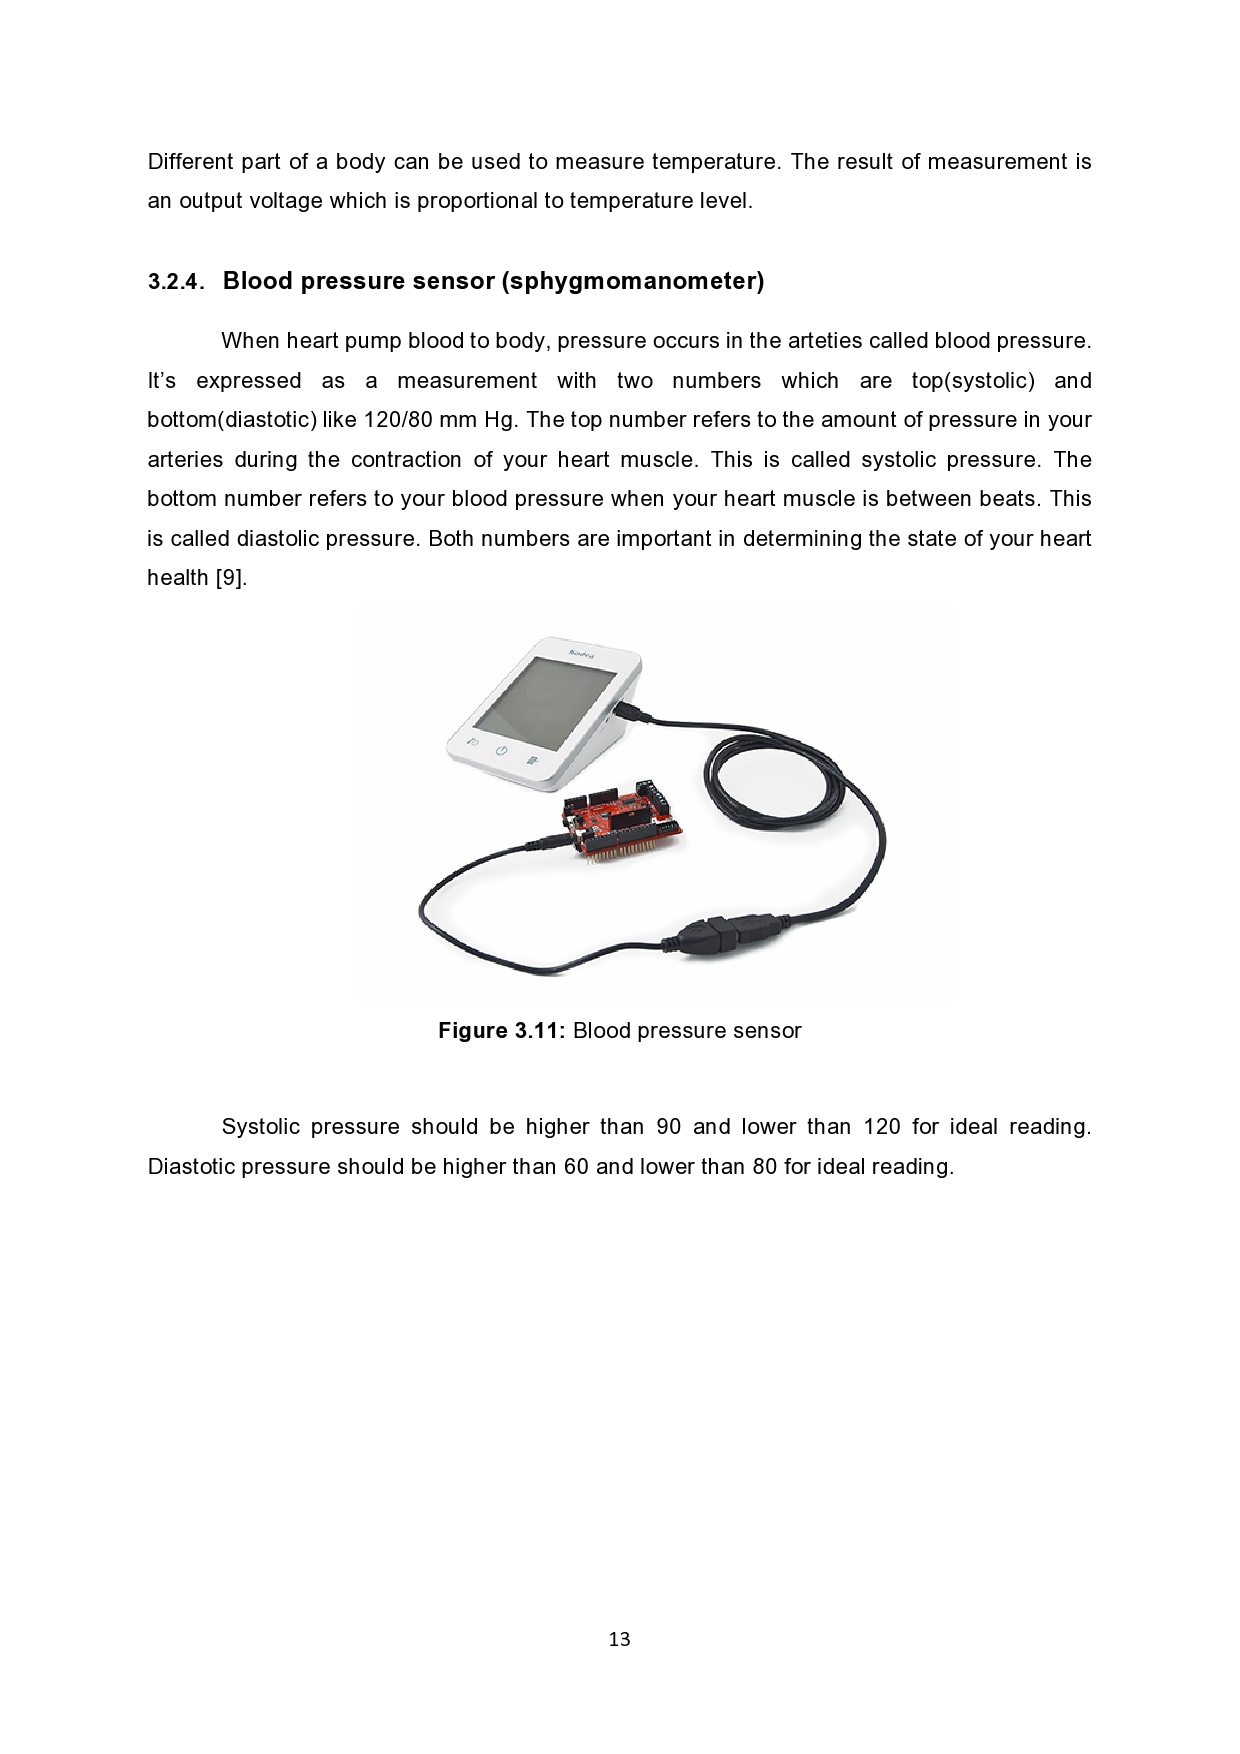 Different part of a body can be used to measure temperature. The result of measurement is
an output voltage which is proportional to temperature level.
3.2.4. Blood pressure sensor (sphygmomanometer)
When heart pump blood to body, pressure occurs in the arteties called blood pressure.
It’s expressed as a measurement with two numbers which are top(systolic) and
bottom(diastotic) like 120/80 mm Hg. The top number refers to the amount of pressure in your
arteries during the contraction of your heart muscle. This is called systolic pressure. The
bottom number refers to your blood pressure when your heart muscle is between beats. This
is called diastolic pressure. Both numbers are important in determining the state of your heart
health [9].
Figure 3.11: Blood pressure sensor
Systolic pressure should be higher than 90 and lower than 120 for ideal reading.
Diastotic pressure should be higher than 60 and lower than 80 for ideal reading.
13